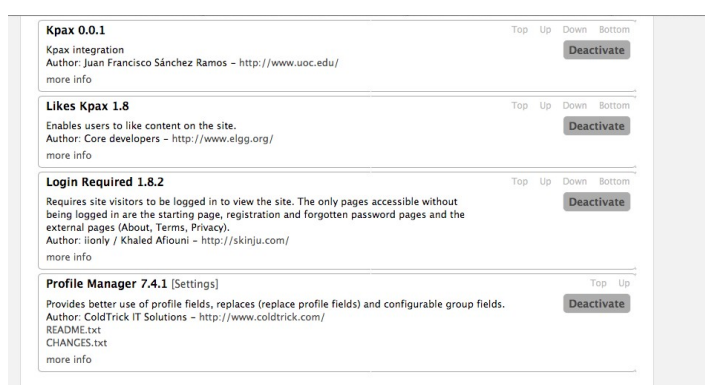 Kpax 0.0.1 Top Up Down Bottom
Kpax integration Deactivate
Author: Juan Francisco Sánchez Ramos – http://www.uoc.edu/
more info
Likes Kpax 1.8 Top Up Down Bottom
Enables users to like content on the site. Deactivate
Author: Core developers – http://www.elgg.org/
more info
Login Required 1.8.2 Top Up Down Bottom
Requires site visitors to be logged in to view the site. The only pages accessible without Deactivate
being logged in are the starting page, registration and forgotten password pages and the
external pages (About, Terms, Privacy).
Author: iionly / Khaled Afiouni – http://skinju.com/
more info
Profile Manager 7.4.1 [Settings] Top Up
Provides better use of profile fields, replaces (replace profile fields) and configurable group fields. Deactivate
Author: ColdTrick IT Solutions – http://www.coldtrick.com/
README.txt
CHANGES.txt
more info